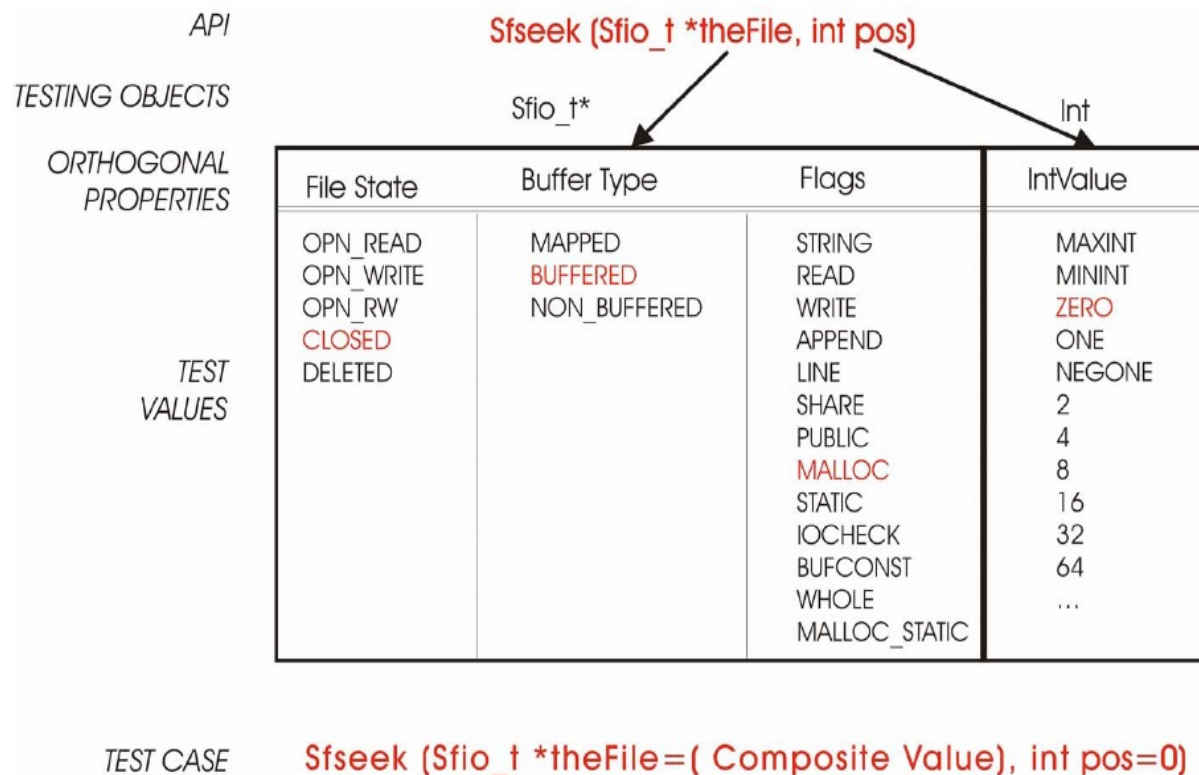 API Sfseek (Sfio_t *theFile, int pos)
TESTING OBJECTS Sfio_t* Int
ORTHOGONAL
PROPERTIES
File State Buffer Type Flags IntValue
OPN_READ MAPPED STRING MAXINT
OPN_WRITE BUFFERED READ MININT
OPN_RW NON_BUFFERED WRITE ZERO
CLOSED APPEND ONE
TEST DELETED LINE NEGONE
VALUES SHARE 2
PUBLIC 4
MALLOC 8
STATIC 16
IOCHECK 32
BUFCONST 64
WHOLE ...
MALLOC_STATIC
TEST CASE Sfseek (Sfio_t *theFile=( Composite Value), int pos=0)